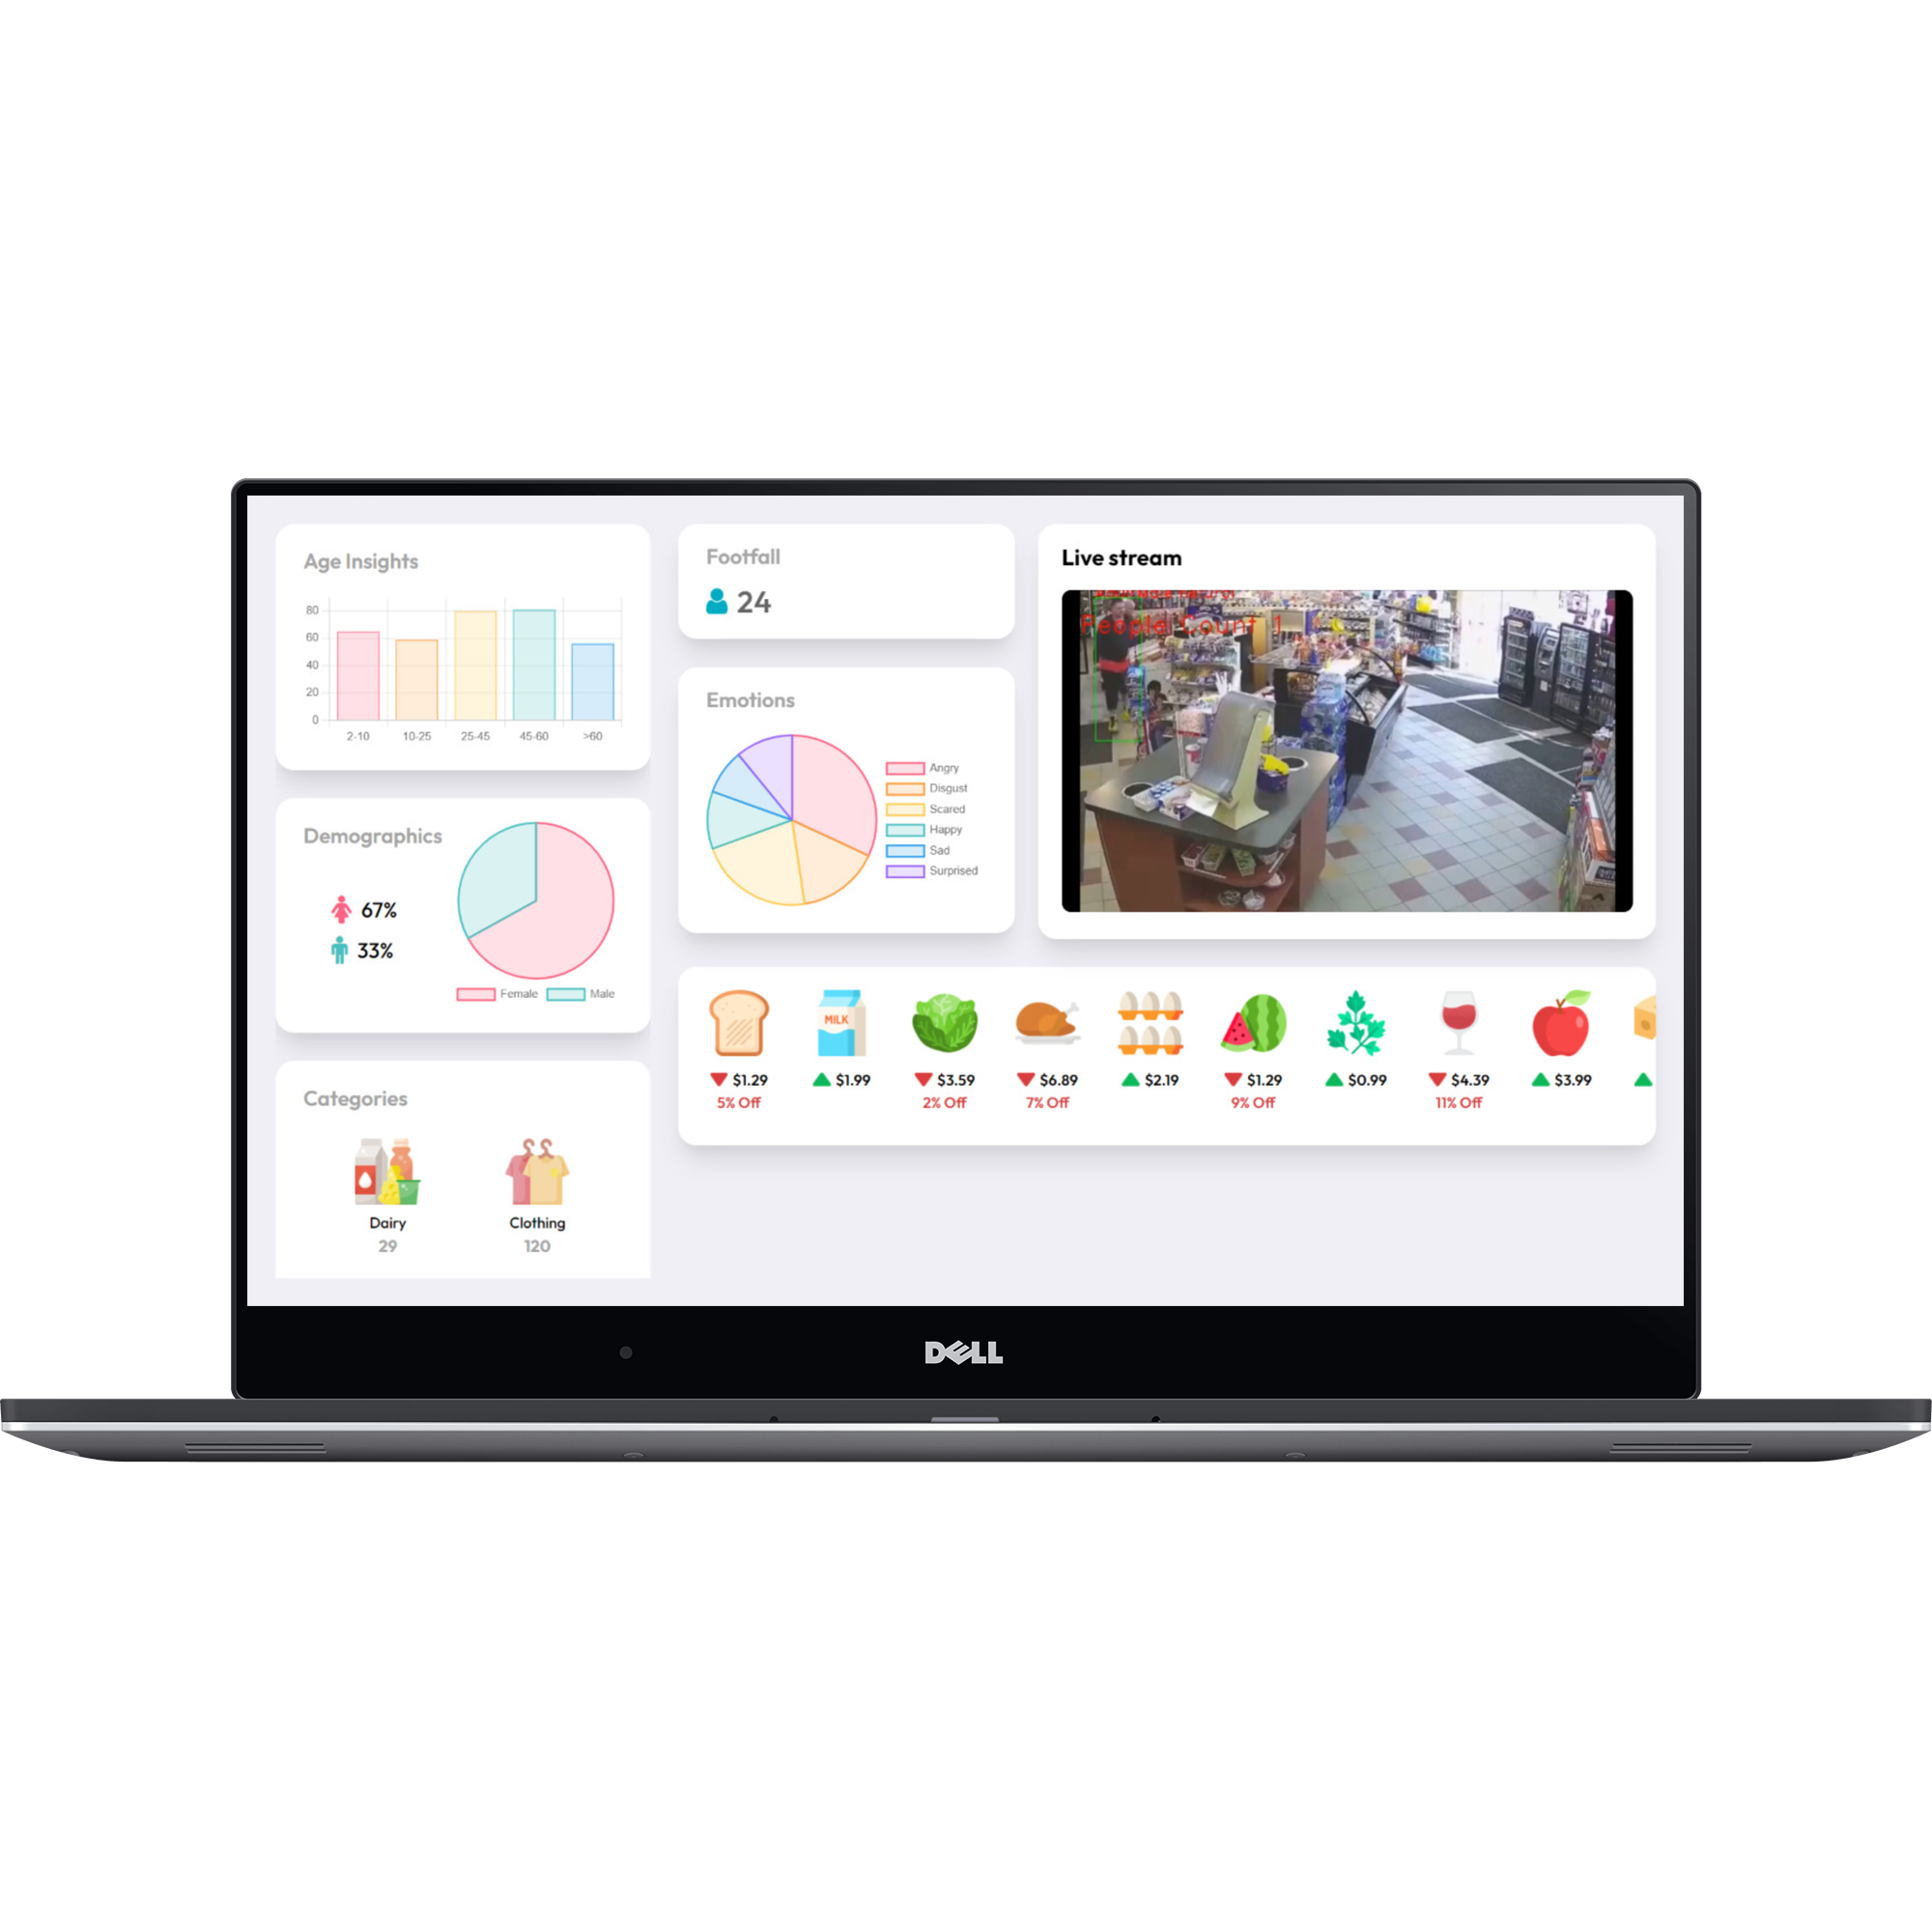 Age Insights
80
60
40
20
0
2-10
10-25
25-45
45-60
>60
Demographics
67%
33%
Female
Male
Categories
Dairy
29
Clothing
120
Footfall
24
Emotions
Angry
Disgust
Scared
Happy
Sad
Surprised
Live stream
People Count 1
MILK
$1.29
5% Off
$1.99
$3.59
2% Off
$6.89
7% Off
$2.19
$1.29
9% Off
$0.99
$4.39
11% Off
$3.99
DELL